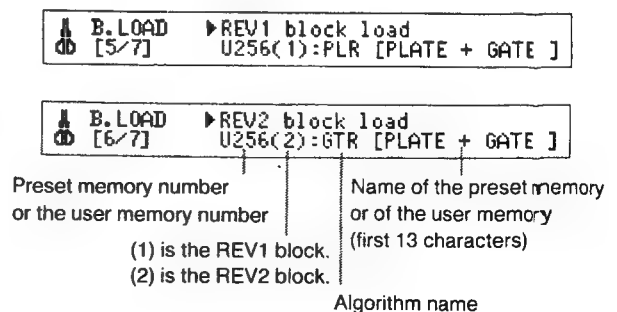 B.LOAD ▶REV1 block load
[5/7] U256(1):PLR [PLATE + GATE ]
B.LOAD ▶REV2 block load
[6/7] U256(2):GTR [PLATE + GATE ]
Preset memory number
or the user memory number
Name of the preset memory
or of the user memory
(first 13 characters)
(1) is the REV1 block.
(2) is the REV2 block.
Algorithm name